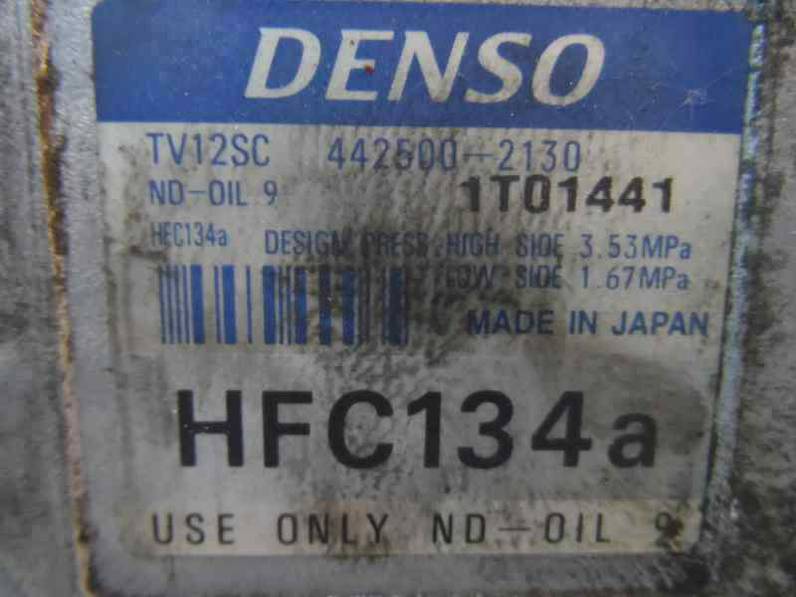 DENSO
TV12SC 442500-2130
ND-OIL 9 1T01441
HFC134a DESIGN PRESS: HIGH SIDE 3.53MPa
LOW SIDE 1.67MPa
MADE IN JAPAN
HFC134a
USE ONLY ND-OIL 9